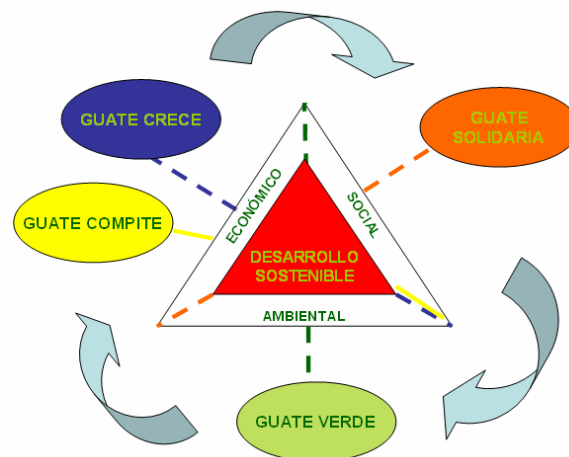 GUATE CRECE
GUATE
SOLIDARIA
GUATE COMPITE
ECONÓMICO
SOCIAL
DESARROLLO
SOSTENIBLE
AMBIENTAL
GUATE VERDE